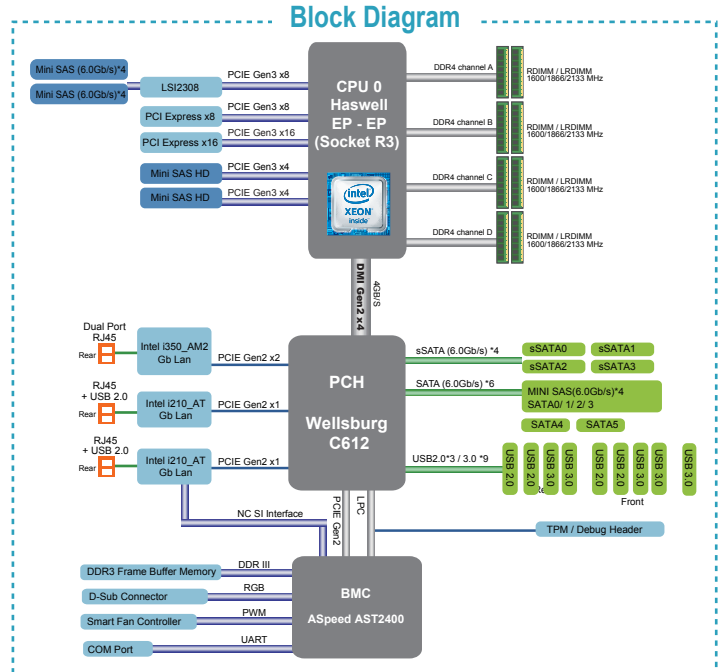 Block Diagram
Mini SAS (6.0Gb/s)*4
Mini SAS (6.0Gb/s)*4
LSI2308
PCIE Gen3 x8
PCI Express x8
PCIE Gen3 x8
PCI Express x16
PCIE Gen3 x16
Mini SAS HD
PCIE Gen3 x4
Mini SAS HD
PCIE Gen3 x4
CPU 0
Haswell
EP - EP
(Socket R3)
intel
XEON
inside
DDR4 channel A
RDIMM / LRDIMM
1600/1866/2133 MHz
DDR4 channel B
RDIMM / LRDIMM
1600/1866/2133 MHz
DDR4 channel C
RDIMM / LRDIMM
1600/1866/2133 MHz
DDR4 channel D
RDIMM / LRDIMM
1600/1866/2133 MHz
DMI Gen2 x4
4GB/S
Dual Port
RJ45
Rear
Intel i350_AM2
Gb Lan
PCIE Gen2 x2
RJ45
+ USB 2.0
Rear
Intel i210_AT
Gb Lan
PCIE Gen2 x1
RJ45
+ USB 2.0
Rear
Intel i210_AT
Gb Lan
PCIE Gen2 x1
PCH
Wellsburg
C612
sSATA (6.0Gb/s) *4
sSATA0
sSATA1
sSATA2
sSATA3
SATA (6.0Gb/s) *6
MINI SAS(6.0Gb/s)*4
SATA0/ 1/ 2/ 3
SATA4
SATA5
USB2.0*3 / 3.0 *9
USB 2.0
USB 2.0
USB 3.0
USB 3.0
USB 2.0
USB 2.0
USB 3.0
USB 3.0
USB 3.0
Front
NC SI Interface
PCIE Gen2
LPC
TPM / Debug Header
DDR3 Frame Buffer Memory
DDR III
D-Sub Connector
RGB
Smart Fan Controller
PWM
COM Port
UART
BMC
ASpeed AST2400